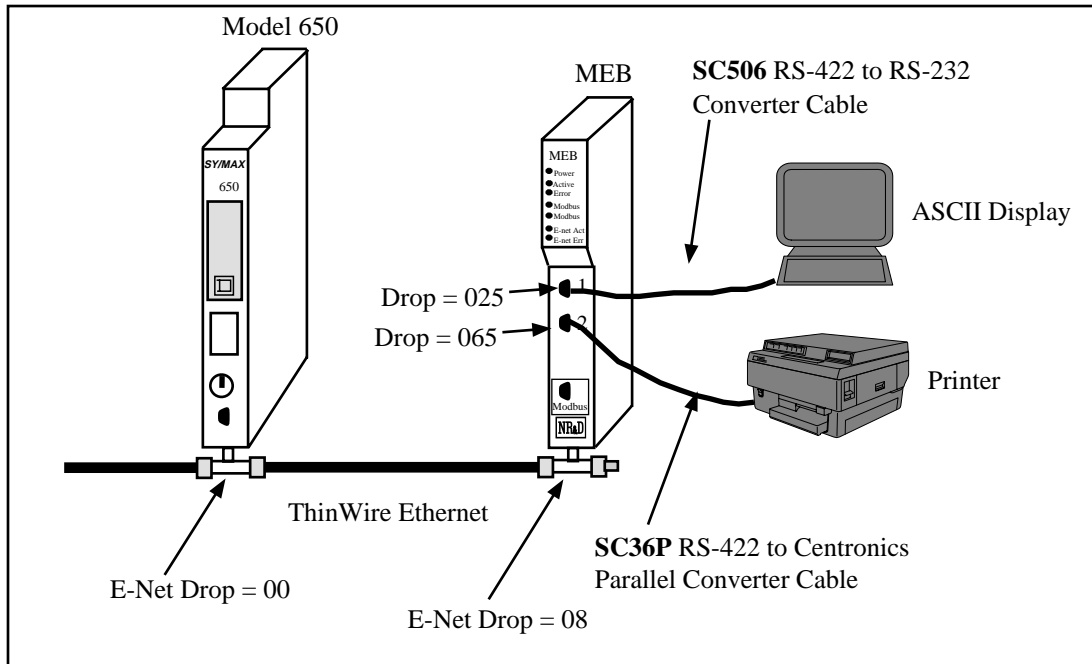 Model 650
MEB
SC506 RS-422 to RS-232
Converter Cable
SY/MAX
650
MEB
Power
Active
Error
Modbus
Modbus
E-net Act
E-net Err
ASCII Display
1
Drop = 025
2
Drop = 065
Printer
Modbus
NR&D
ThinWire Ethernet
SC36P RS-422 to Centronics
Parallel Converter Cable
E-Net Drop = 00
E-Net Drop = 08